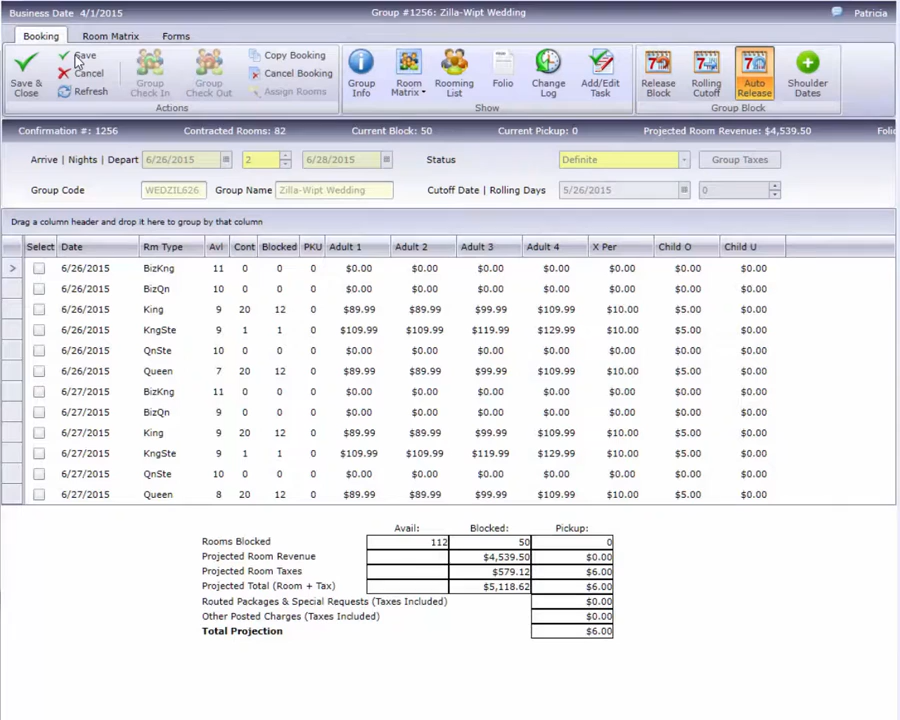 Business Date 4/1/2015 Group #1256: Zilla-Wipt Wedding Patricia
Booking Room Matrix Forms
Save & Close
Save
Cancel
Refresh
Group Check In
Group Check Out
Copy Booking
Cancel Booking
Assign Rooms
Group Info
Room Matrix
Rooming List
Folio
Change Log
Add/Edit Task
Release Block
Rolling Cutoff
Auto Release
Shoulder Dates
Actions Show Group Block
Confirmation #: 1256 Contracted Rooms: 82 Current Block: 50 Current Pickup: 0 Projected Room Revenue: $4,539.50 Folio
Arrive | Nights | Depart 6/26/2015 2 6/28/2015 Status Definite Group Taxes
Group Code WEDZIL626 Group Name Zilla-Wipt Wedding Cutoff Date | Rolling Days 5/26/2015 0
Drag a column header and drop it here to group by that column
Select Date Rm Type Avl Cont Blocked PKU Adult 1 Adult 2 Adult 3 Adult 4 X Per Child O Child U
6/26/2015 BizKng 11 0 0 0 $0.00 $0.00 $0.00 $0.00 $0.00 $0.00 $0.00
6/26/2015 BizQn 10 0 0 0 $0.00 $0.00 $0.00 $0.00 $0.00 $0.00 $0.00
6/26/2015 King 9 20 12 0 $89.99 $89.99 $99.99 $109.99 $10.00 $5.00 $0.00
6/26/2015 KngSte 9 1 1 0 $109.99 $109.99 $119.99 $129.99 $10.00 $5.00 $0.00
6/26/2015 QnSte 10 0 0 0 $0.00 $0.00 $0.00 $0.00 $0.00 $0.00 $0.00
6/26/2015 Queen 7 20 12 0 $89.99 $89.99 $99.99 $109.99 $10.00 $5.00 $0.00
6/27/2015 BizKng 11 0 0 0 $0.00 $0.00 $0.00 $0.00 $0.00 $0.00 $0.00
6/27/2015 BizQn 9 0 0 0 $0.00 $0.00 $0.00 $0.00 $0.00 $0.00 $0.00
6/27/2015 King 9 20 12 0 $89.99 $89.99 $99.99 $109.99 $10.00 $5.00 $0.00
6/27/2015 KngSte 9 1 1 0 $109.99 $109.99 $119.99 $129.99 $10.00 $5.00 $0.00
6/27/2015 QnSte 10 0 0 0 $0.00 $0.00 $0.00 $0.00 $0.00 $0.00 $0.00
6/27/2015 Queen 8 20 12 0 $89.99 $89.99 $99.99 $109.99 $10.00 $5.00 $0.00
Avail: Blocked: Pickup:
Rooms Blocked 112 50 0
Projected Room Revenue $4,539.50 $0.00
Projected Room Taxes $579.12 $6.00
Projected Total (Room + Tax) $5,118.62 $6.00
Routed Packages & Special Requests (Taxes Included) $0.00
Other Posted Charges (Taxes Included) $0.00
Total Projection $6.00